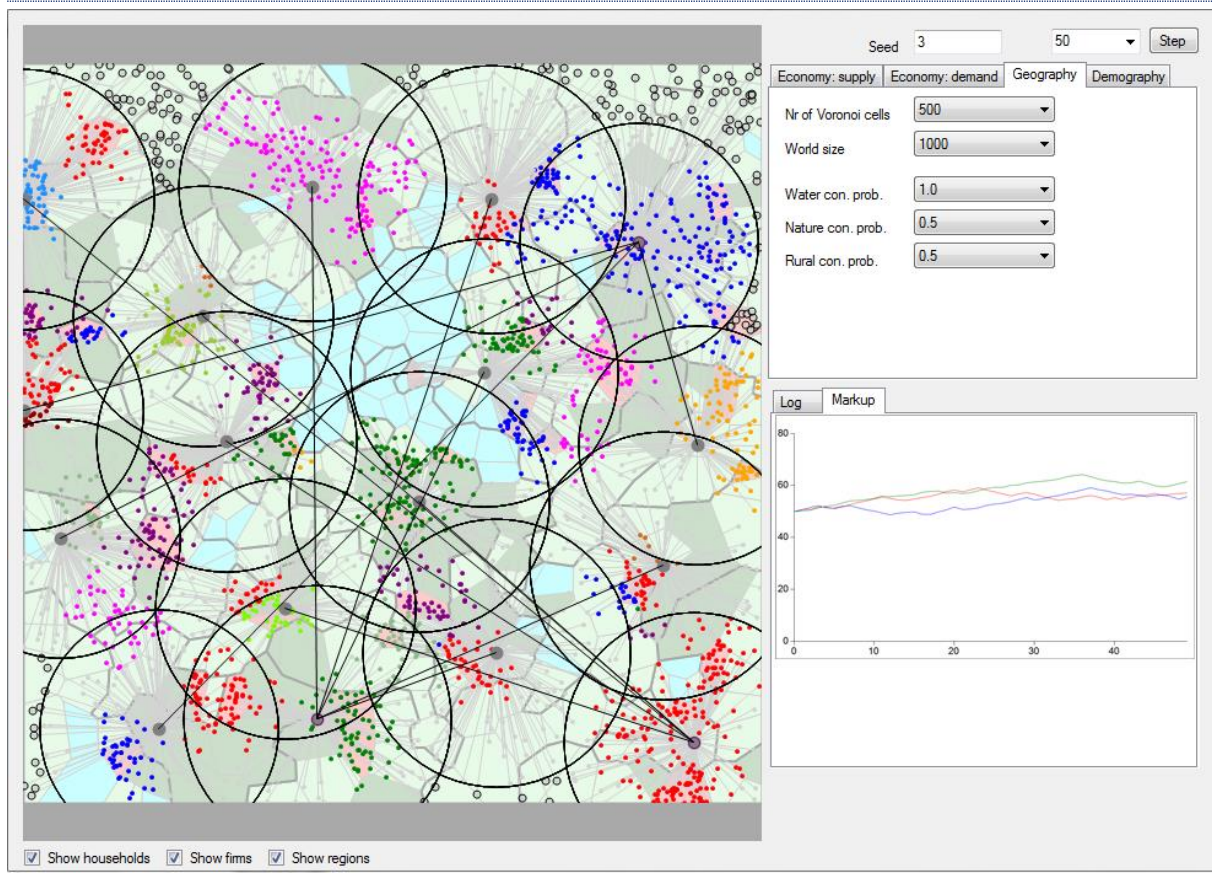 Seed 3 50 Step
Economy: supply Economy: demand Geography Demography
Nr of Voronoi cells 500
World size 1000
Water con. prob. 1.0
Nature con. prob. 0.5
Rural con. prob. 0.5
Log Markup
80
60
40
20
0
0 10 20 30 40
Show households Show firms Show regions